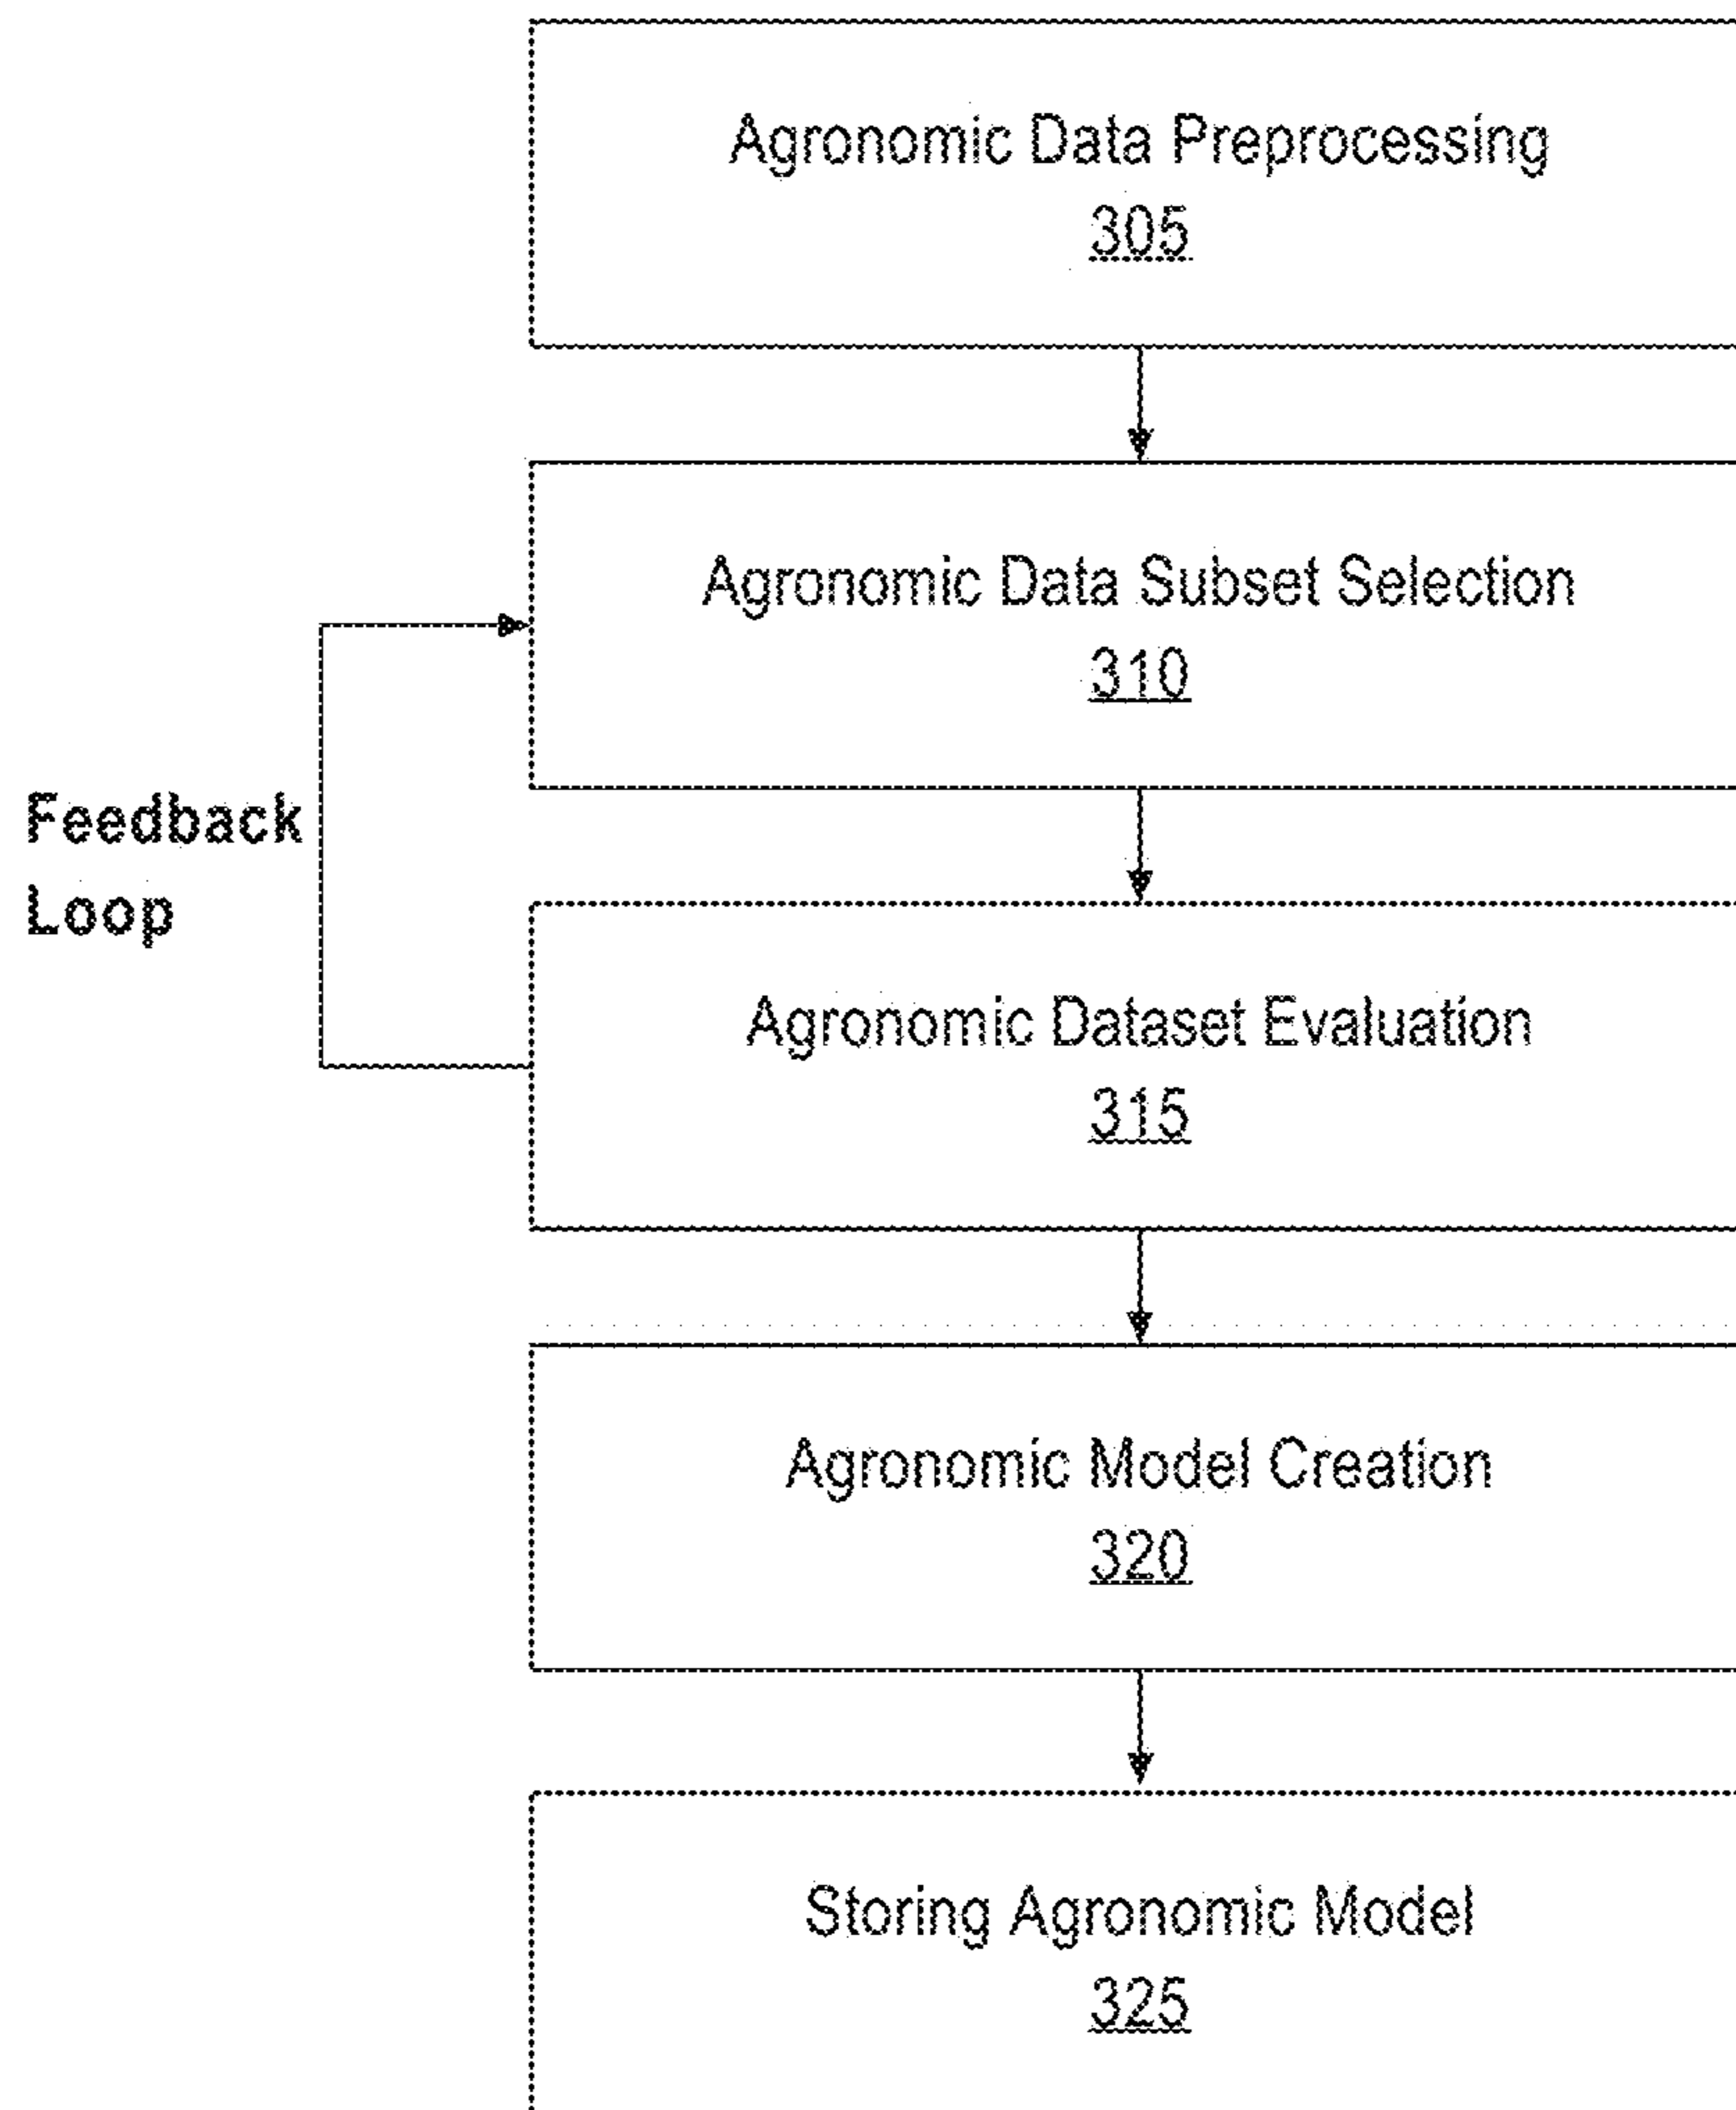 Agronomic Data Preprocessing
305
Agronomic Data Subset Selection
310
Feedback
Loop
Agronomic Dataset Evaluation
315
Agronomic Model Creation
320
Storing Agronomic Model
325